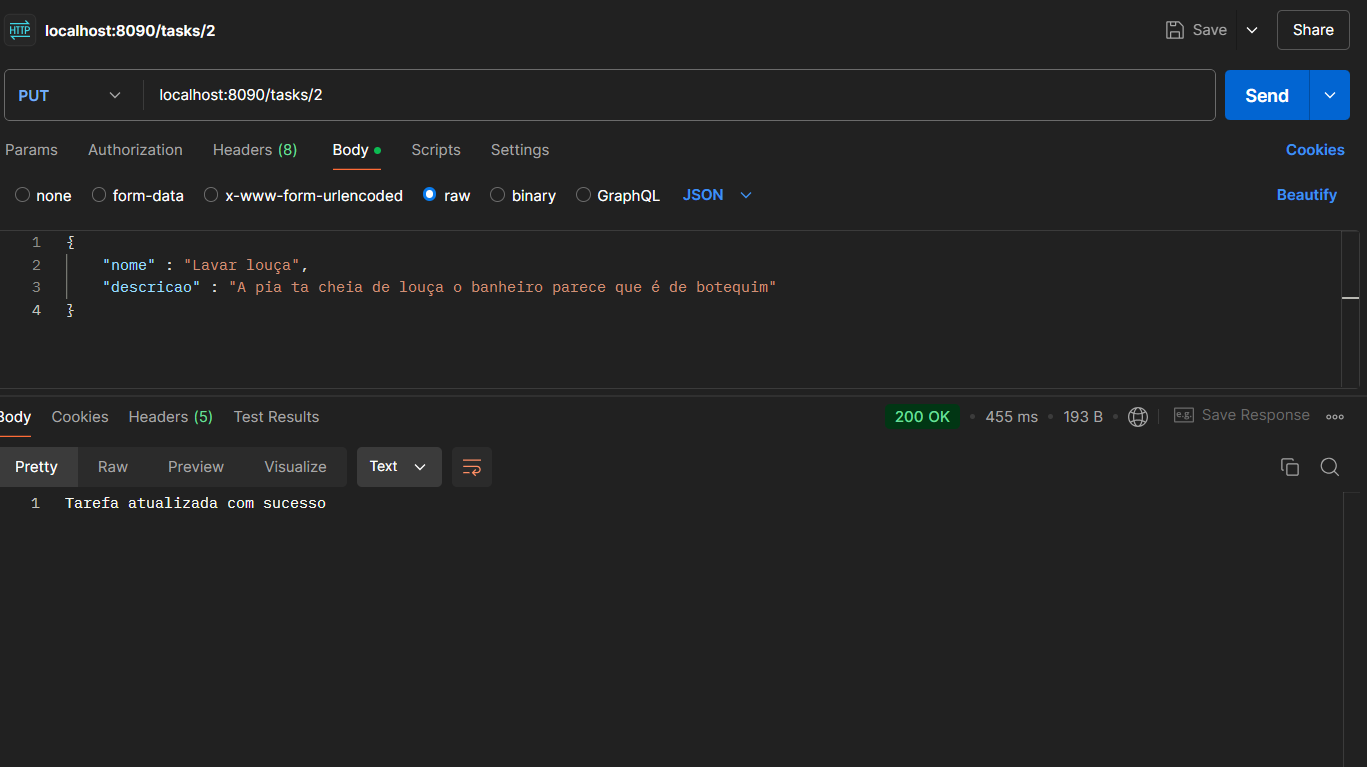 HTTP localhost:8090/tasks/2 Save Share
PUT localhost:8090/tasks/2 Send
Params Authorization Headers (8) Body Scripts Settings Cookies
none form-data x-www-form-urlencoded raw binary GraphQL JSON Beautify
1 {
2 "nome" : "Lavar louça",
3 "descricao" : "A pia ta cheia de louça o banheiro parece que é de botequim"
4 }
Body Cookies Headers (5) Test Results 200 OK 455 ms 193 B e.g. Save Response
Pretty Raw Preview Visualize Text
1 Tarefa atualizada com sucesso